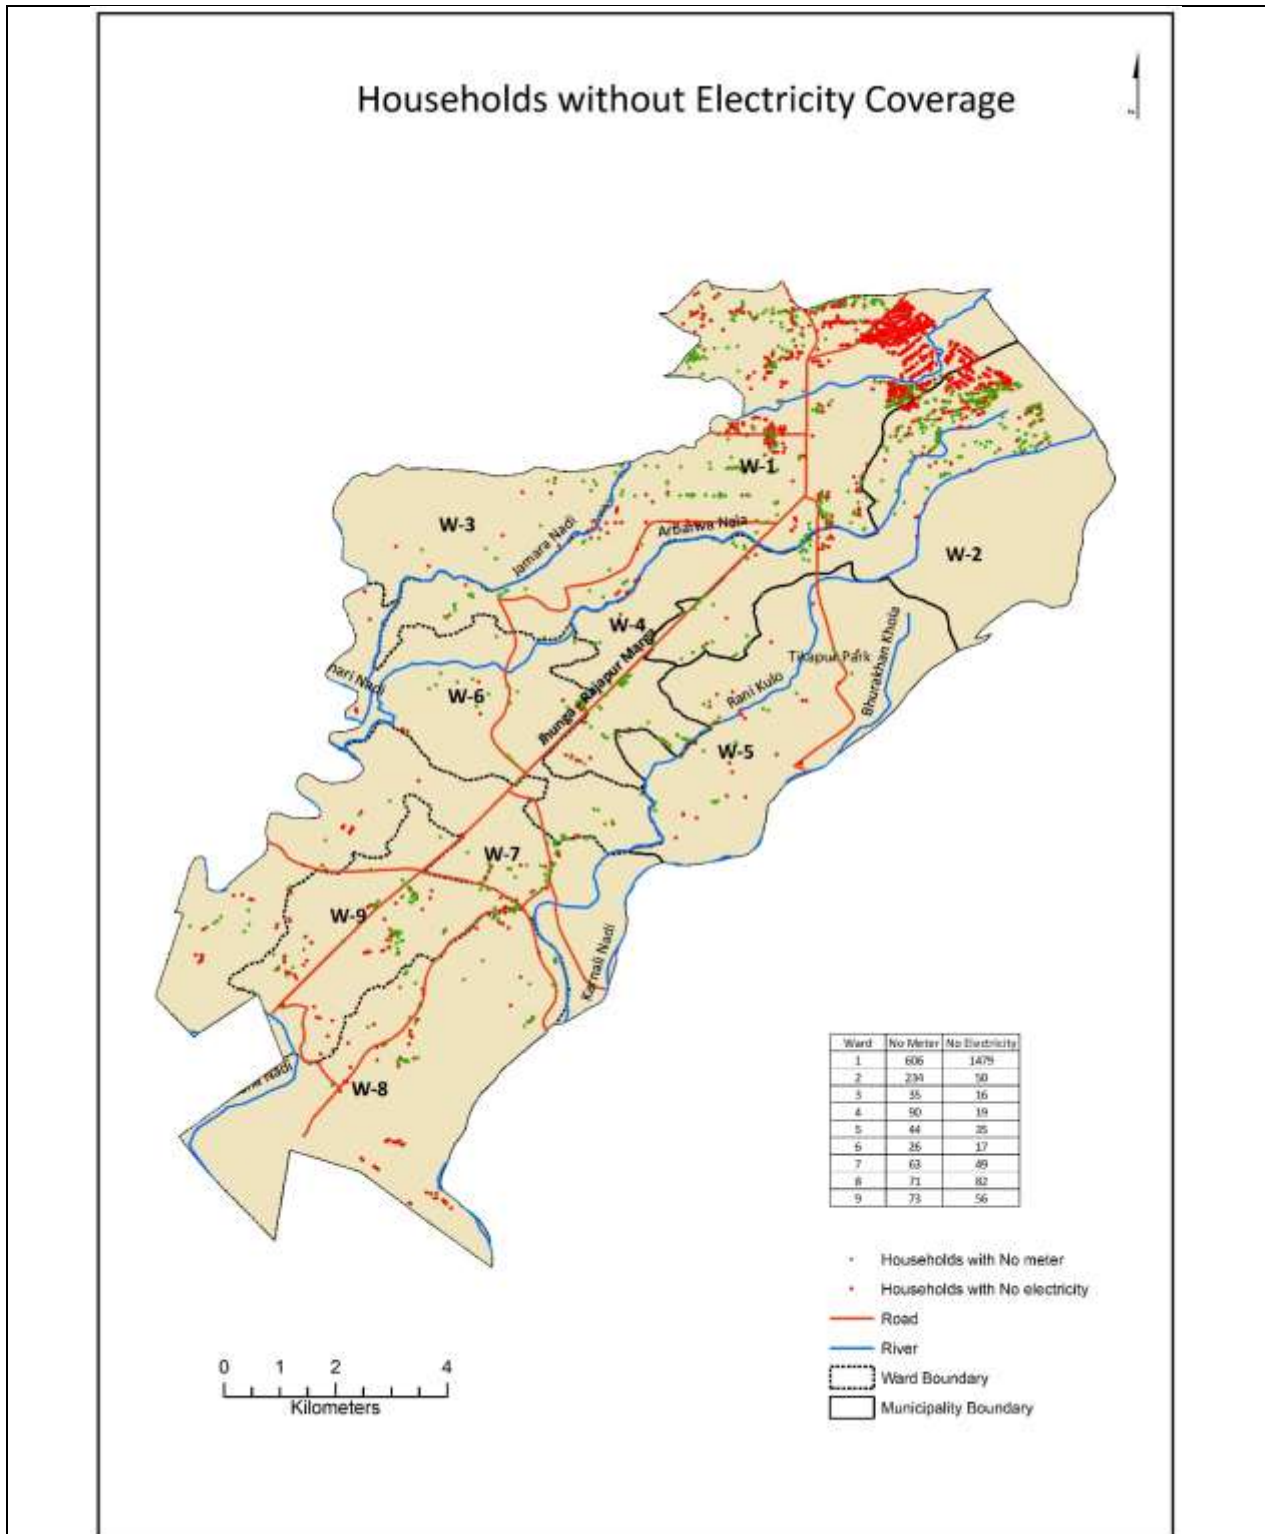 Households without Electricity Coverage
W-1
W-3
Jamara Nadi
W-2
W-4
Jhunga - Rajapur Marga
Tikapur Park
Bhurakhan Khola
nari Nadi
W-6
Rani Kulo
W-5
W-7
W-9
Karnali Nadi
Nadi
W-8
Ward No Meter No Electricity
1 606 1479
2 234 50
3 35 16
4 90 19
5 44 35
6 26 17
7 63 49
8 71 82
9 73 56
Households with No meter
Households with No electricity
Road
River
Ward Boundary
Municipality Boundary
0 1 2 4
Kilometers